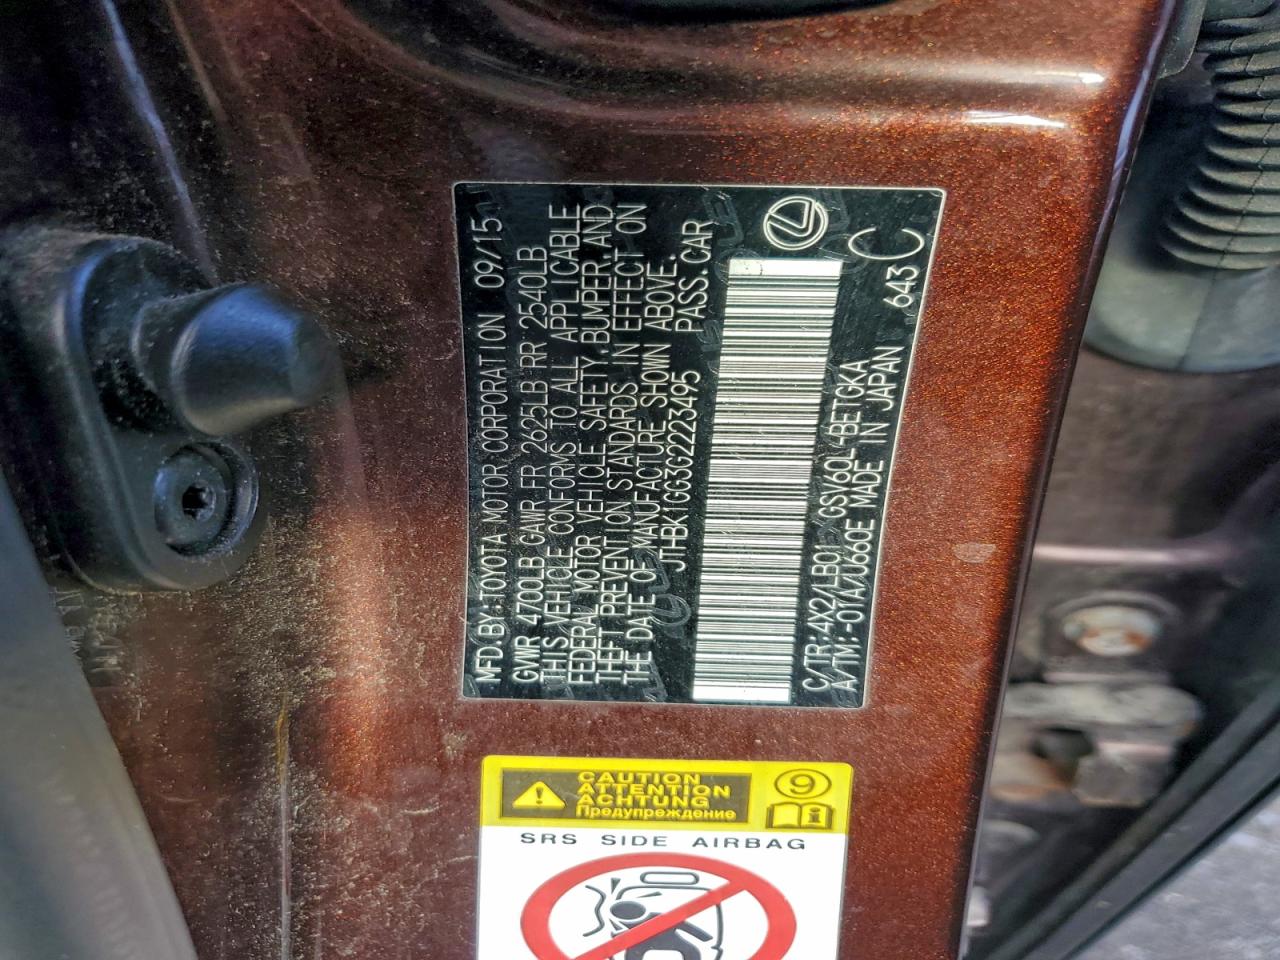 MFD.BY:TOYOTA MOTOR CORPORATION 09/15
GVWR 4700LB GAWR FR 2625LB RR 2540LB
THIS VEHICLE CONFORMS TO ALL APPLICABLE
FEDERAL MOTOR VEHICLE SAFETY,BUMPER,AND
THEFT PREVENTION STANDARDS IN EFFECT ON
THE DATE OF MANUFACTURE SHOWN ABOVE.
JTHBK1GG3G2223495 PASS.CAR
C/TR:4X2/LB01 GSV60L-BETGKA
A/TM:-01A/U660E MADE IN JAPAN 643 C
CAUTION
ATTENTION
ACHTUNG
Предупреждение
9
i
SRS SIDE AIRBAG